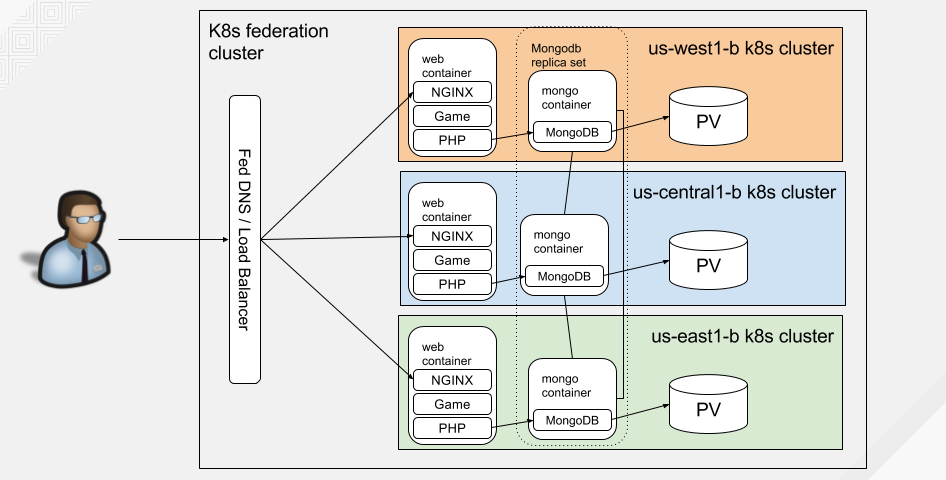 K8s federation
cluster
Fed DNS / Load Balancer
us-west1-b k8s cluster
Mongodb
replica set
web
container
NGINX
Game
PHP
mongo
container
MongoDB
PV
us-central1-b k8s cluster
web
container
NGINX
Game
PHP
mongo
container
MongoDB
PV
us-east1-b k8s cluster
web
container
NGINX
Game
PHP
mongo
container
MongoDB
PV